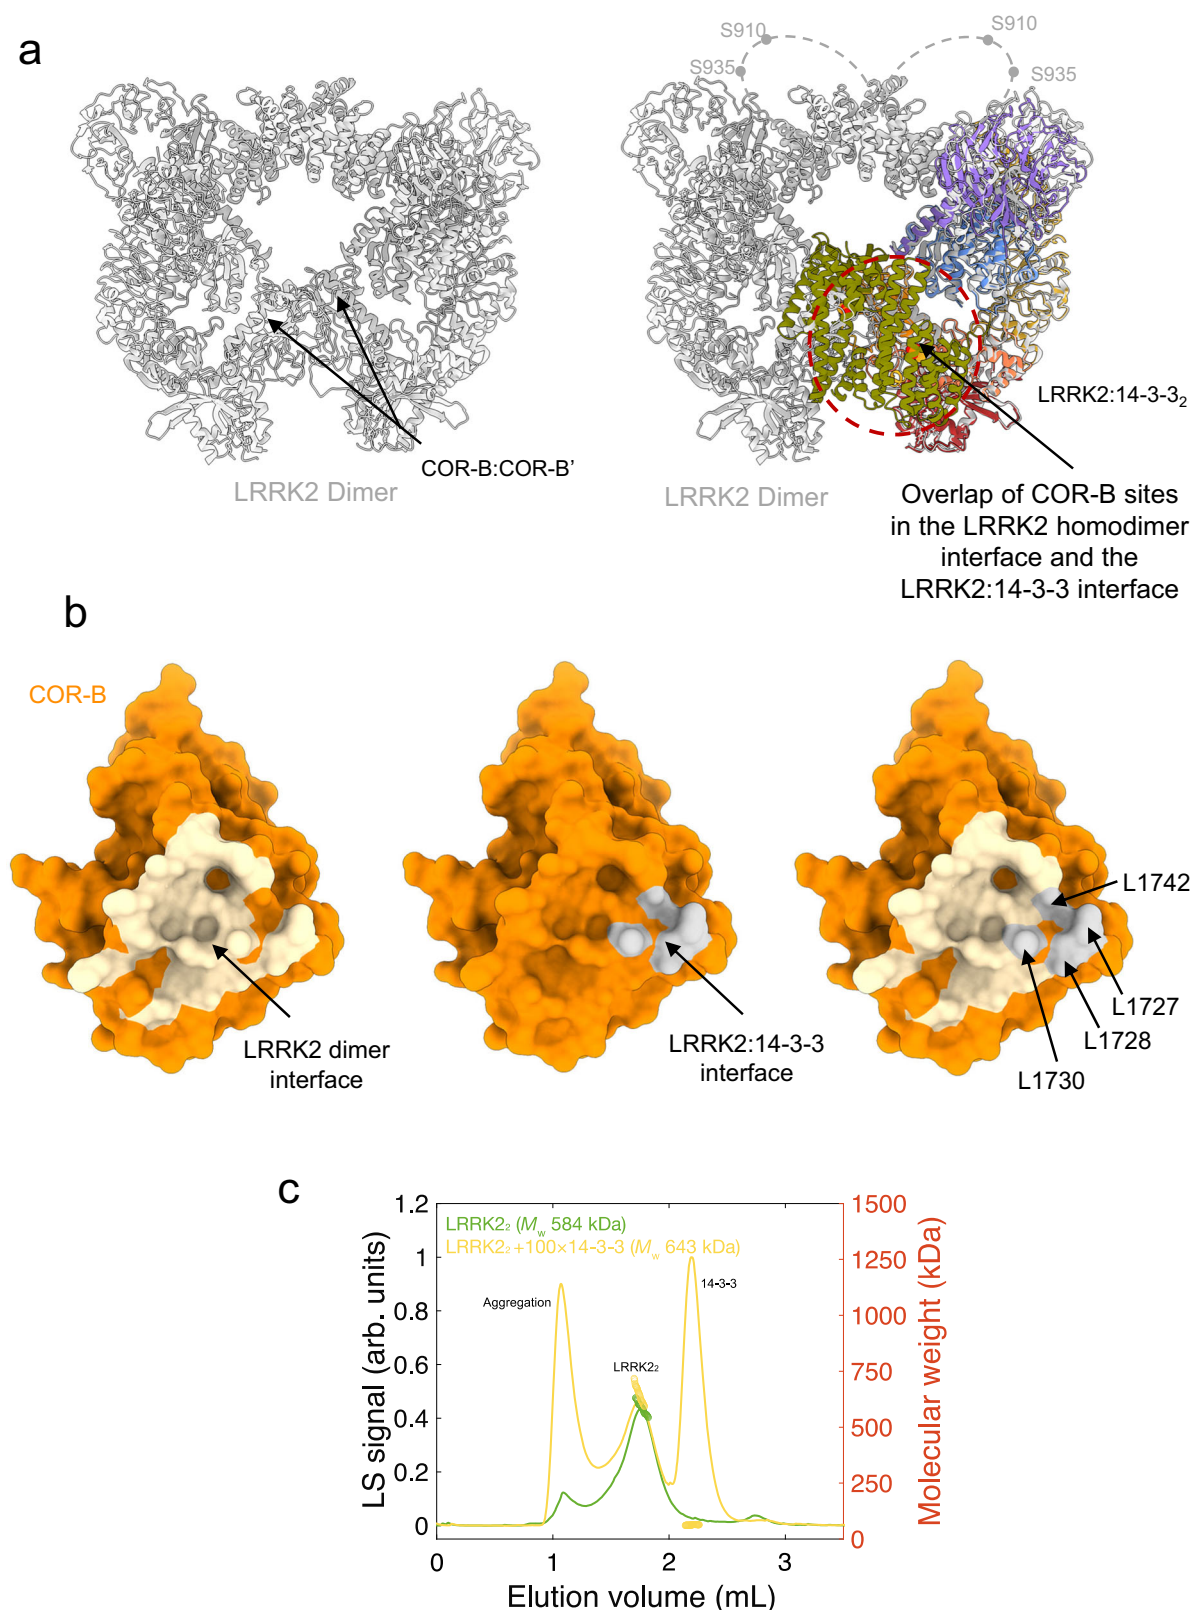 a
S910
S910
S935
S935
COR-B:COR-B’
LRRK2 Dimer
LRRK2:14-3-3₂
LRRK2 Dimer
Overlap of COR-B sites
in the LRRK2 homodimer
interface and the
LRRK2:14-3-3 interface
b
COR-B
LRRK2 dimer
interface
LRRK2:14-3-3
interface
L1742
L1727
L1728
L1730
c
LRRK2₂ (Mw 584 kDa)
LRRK2₂ +100×14-3-3 (Mw 643 kDa)
Aggregation
LRRK2₂
14-3-3
LS signal (arb. units)
1.2
1
0.8
0.6
0.4
0.2
0
Molecular weight (kDa)
1500
1250
1000
750
500
250
0
0
1
2
3
Elution volume (mL)